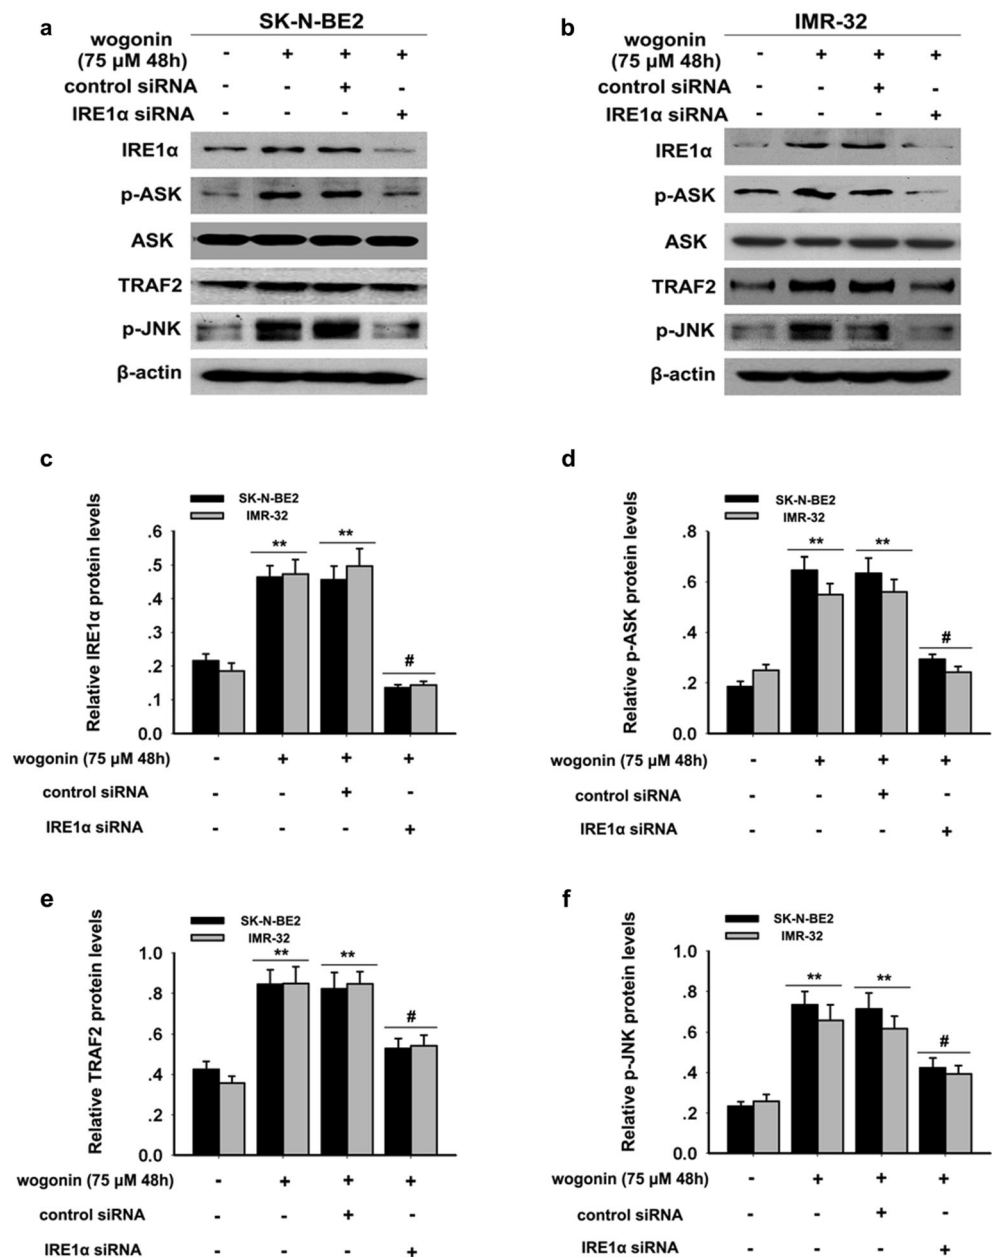 a
SK-N-BE2
wogonin
(75 µM 48h) - + + +
control siRNA - - + -
IRE1α siRNA - - - +
IRE1α
p-ASK
ASK
TRAF2
p-JNK
β-actin
b
IMR-32
wogonin
(75 µM 48h) - + + +
control siRNA - - + -
IRE1α siRNA - - - +
IRE1α
p-ASK
ASK
TRAF2
p-JNK
β-actin
c
SK-N-BE2
IMR-32
Relative IRE1α protein levels
.6
.5
.4
.3
.2
.1
0.0
**
**
#
wogonin (75 µM 48h) - + + +
control siRNA - - + -
IRE1α siRNA - - - +
d
SK-N-BE2
IMR-32
Relative p-ASK protein levels
.8
.6
.4
.2
0.0
**
**
#
wogonin (75 µM 48h) - + + +
control siRNA - - + -
IRE1α siRNA - - - +
e
SK-N-BE2
IMR-32
Relative TRAF2 protein levels
1.0
.8
.6
.4
.2
0.0
**
**
#
wogonin (75 µM 48h) - + + +
control siRNA - - + -
IRE1α siRNA - - - +
f
SK-N-BE2
IMR-32
Relative p-JNK protein levels
1.0
.8
.6
.4
.2
0.0
**
**
#
wogonin (75 µM 48h) - + + +
control siRNA - - + -
IRE1α siRNA - - - +